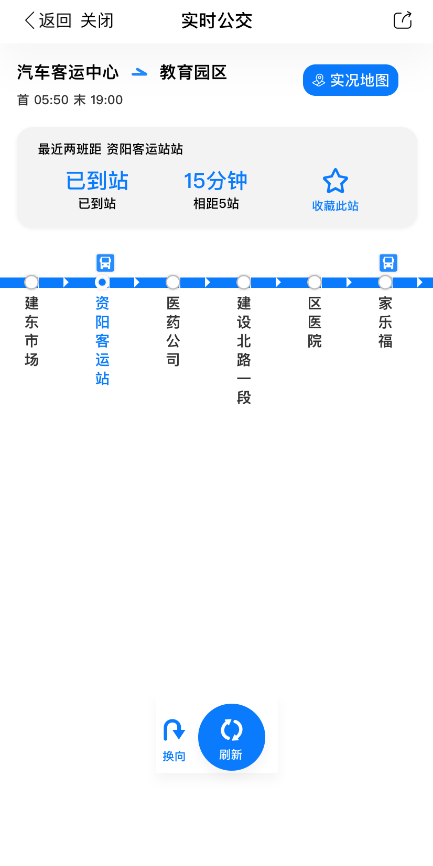 返回 关闭 实时公交
汽车客运中心 教育园区
实况地图
首 05:50 末 19:00
最近两班距 资阳客运站站
已到站 15分钟
已到站 相距5站 收藏此站
建东市场
资阳客运站
医药公司
建设北路一段
区医院
家乐福
换向 刷新